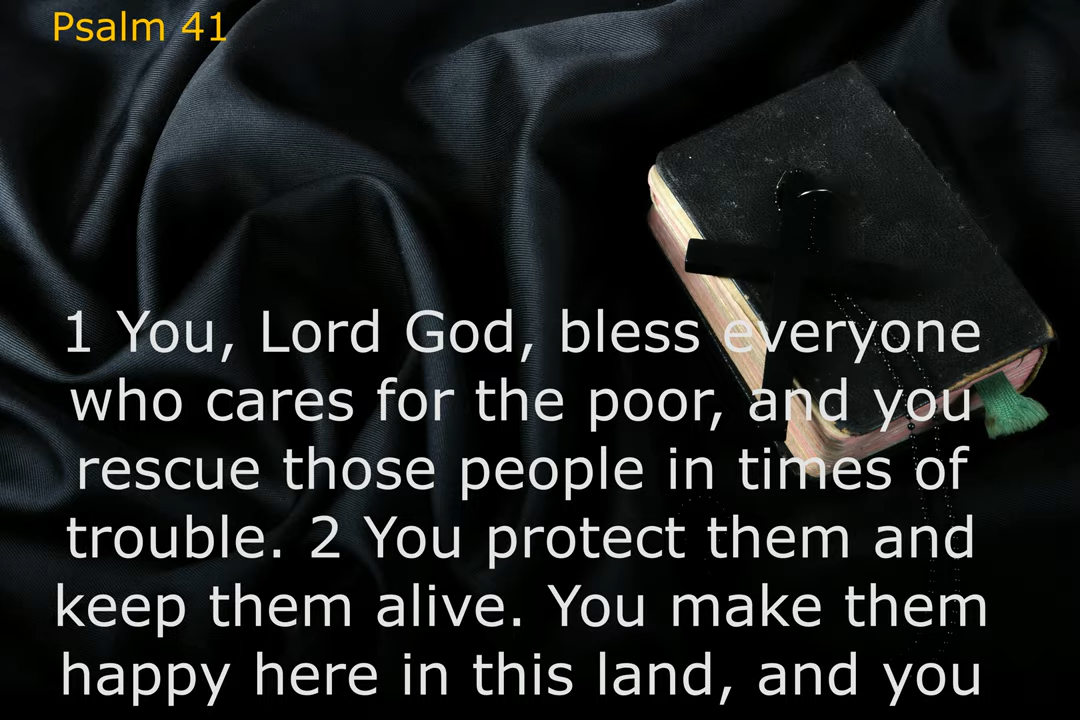 Psalm 41
1 You, Lord God, bless everyone
who cares for the poor, and you
rescue those people in times of
trouble. 2 You protect them and
keep them alive. You make them
happy here in this land, and you